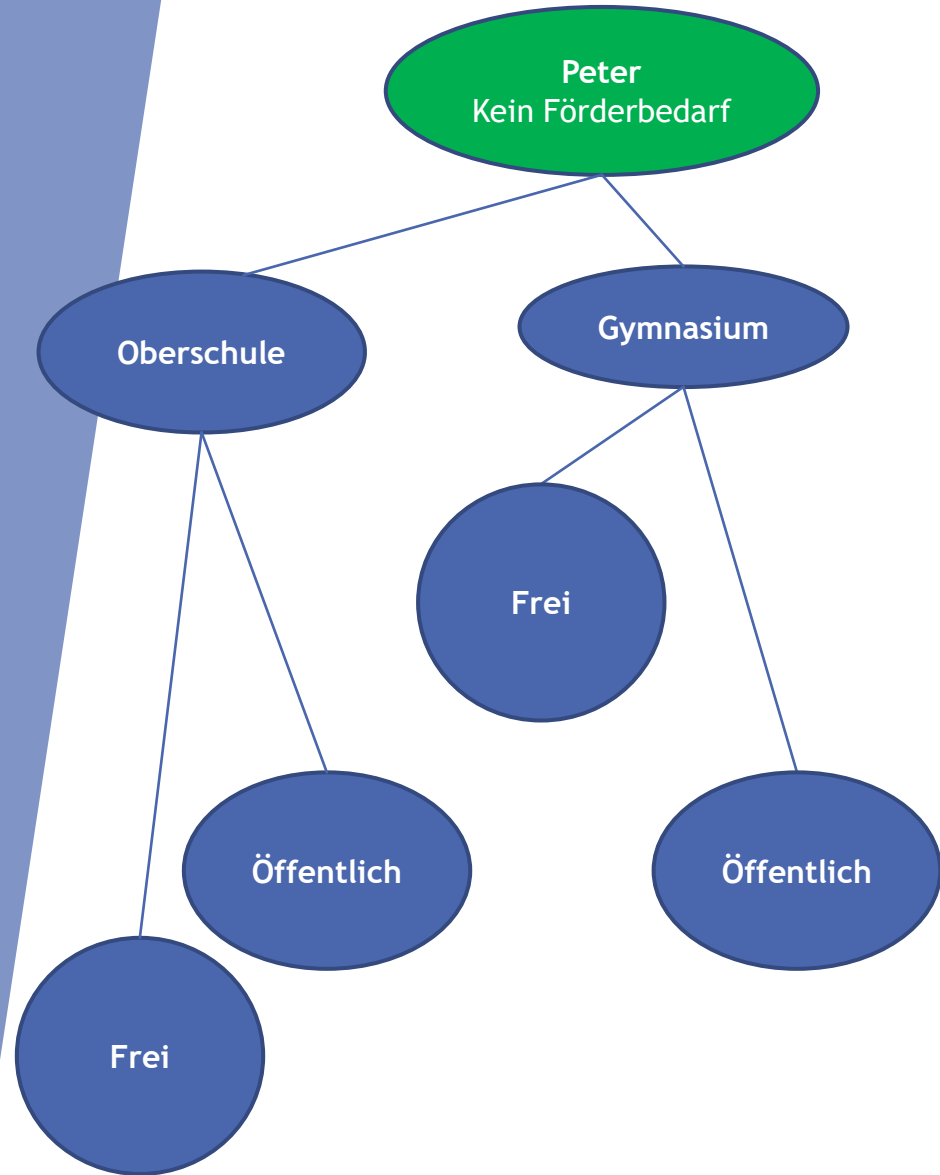 Peter
Kein Förderbedarf
Oberschule
Gymnasium
Frei
Öffentlich
Öffentlich
Frei